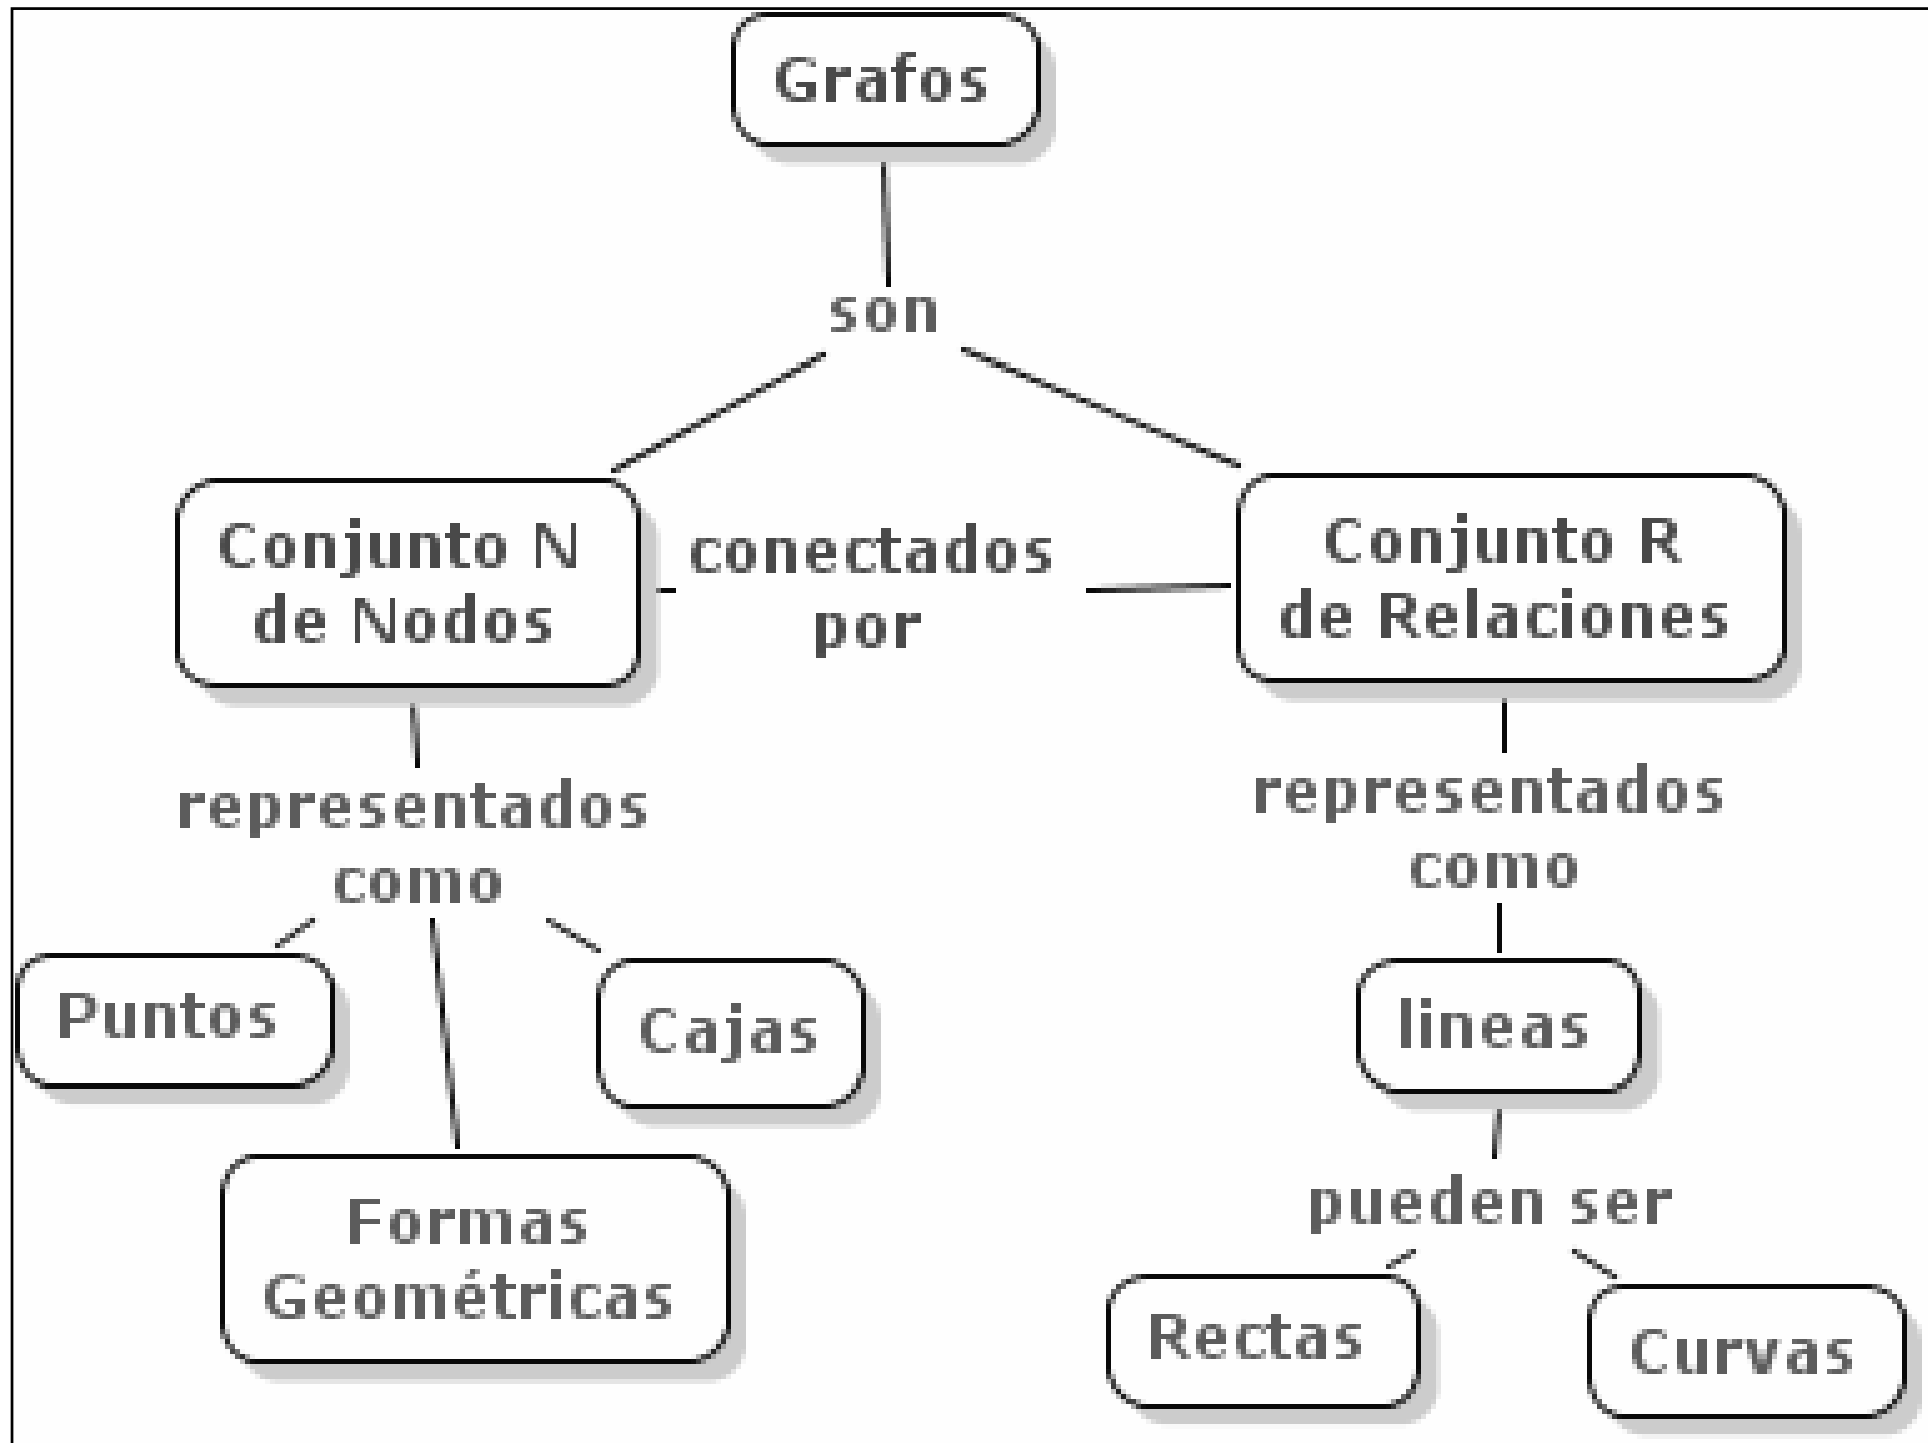 Grafos
son
Conjunto N
de Nodos
conectados
por
Conjunto R
de Relaciones
representados
como
representados
como
Puntos
Cajas
lineas
Formas
Geométricas
pueden ser
Rectas
Curvas